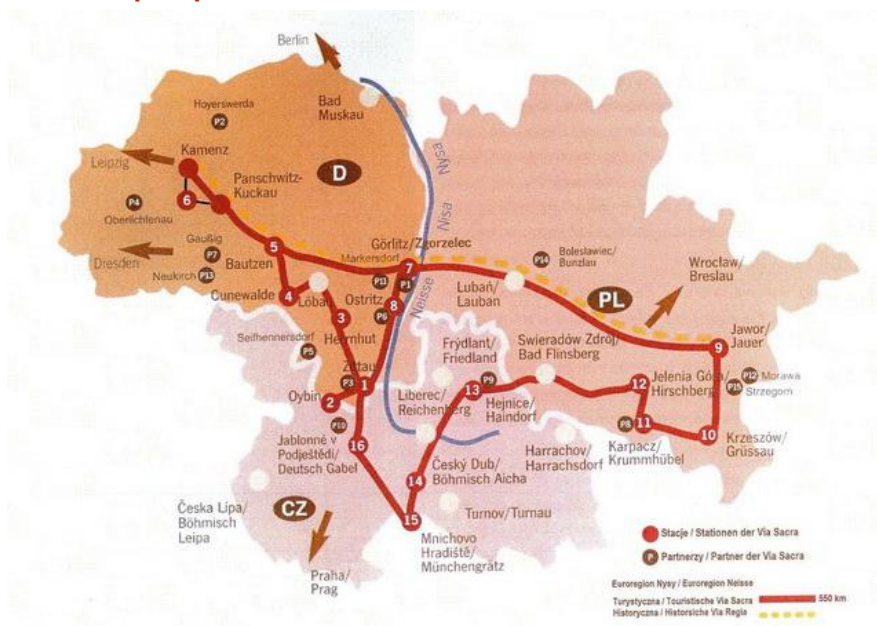 Berlin
Bad
Muskau
Hoyerswerda
P2
Kamenz
Leipzig
Panschwitz-
Kuckau
D
6
P4
Oberlichtenau
Nysa
Nisa
Neisse
Gaußig
P7
5
Bautzen
Dresden
Neukirch
P13
Markersdorf
Görlitz/Zgorzelec
7
P11
P1
P14
Boleslawiec/
Bunzlau
Wrocław/
Breslau
Cunewalde
4
Löbau
Ostritz
8
P6
Lubań/
Lauban
PL
3
Herrnhut
Seifhennersdorf
P5
Frýdlant/
Friedland
Swieradów Zdrój/
Bad Flinsberg
Jawor/
Jauer
9
Zittau
P3
1
Oybin
2
P10
Liberec/
Reichenberg
13
P9
Hejnice/
Haindorf
12
Jelenia Góra/
Hirschberg
P12
Morawa
P15
Strzegom
Jablonné v
Podještědí/
Deutsch Gabel
16
P8
11
10
Karpacz/
Krummhübel
Krzeszów/
Grüssau
Harrachov/
Harrachsdorf
14
Český Dub/
Böhmisch Aicha
Česka Lípa/
Böhmisch
Leipa
CZ
15
Turnov/Turnau
Mnichovo
Hradiště/
Münchengrätz
Praha/
Prag
Stacje / Stationen der Via Sacra
P
Partnerzy / Partner der Via Sacra
Euroregion Nysy / Euroregion Neisse
Turystyczna / Touristische Via Sacra
550 km
Historyczna / Historsiche Via Regia